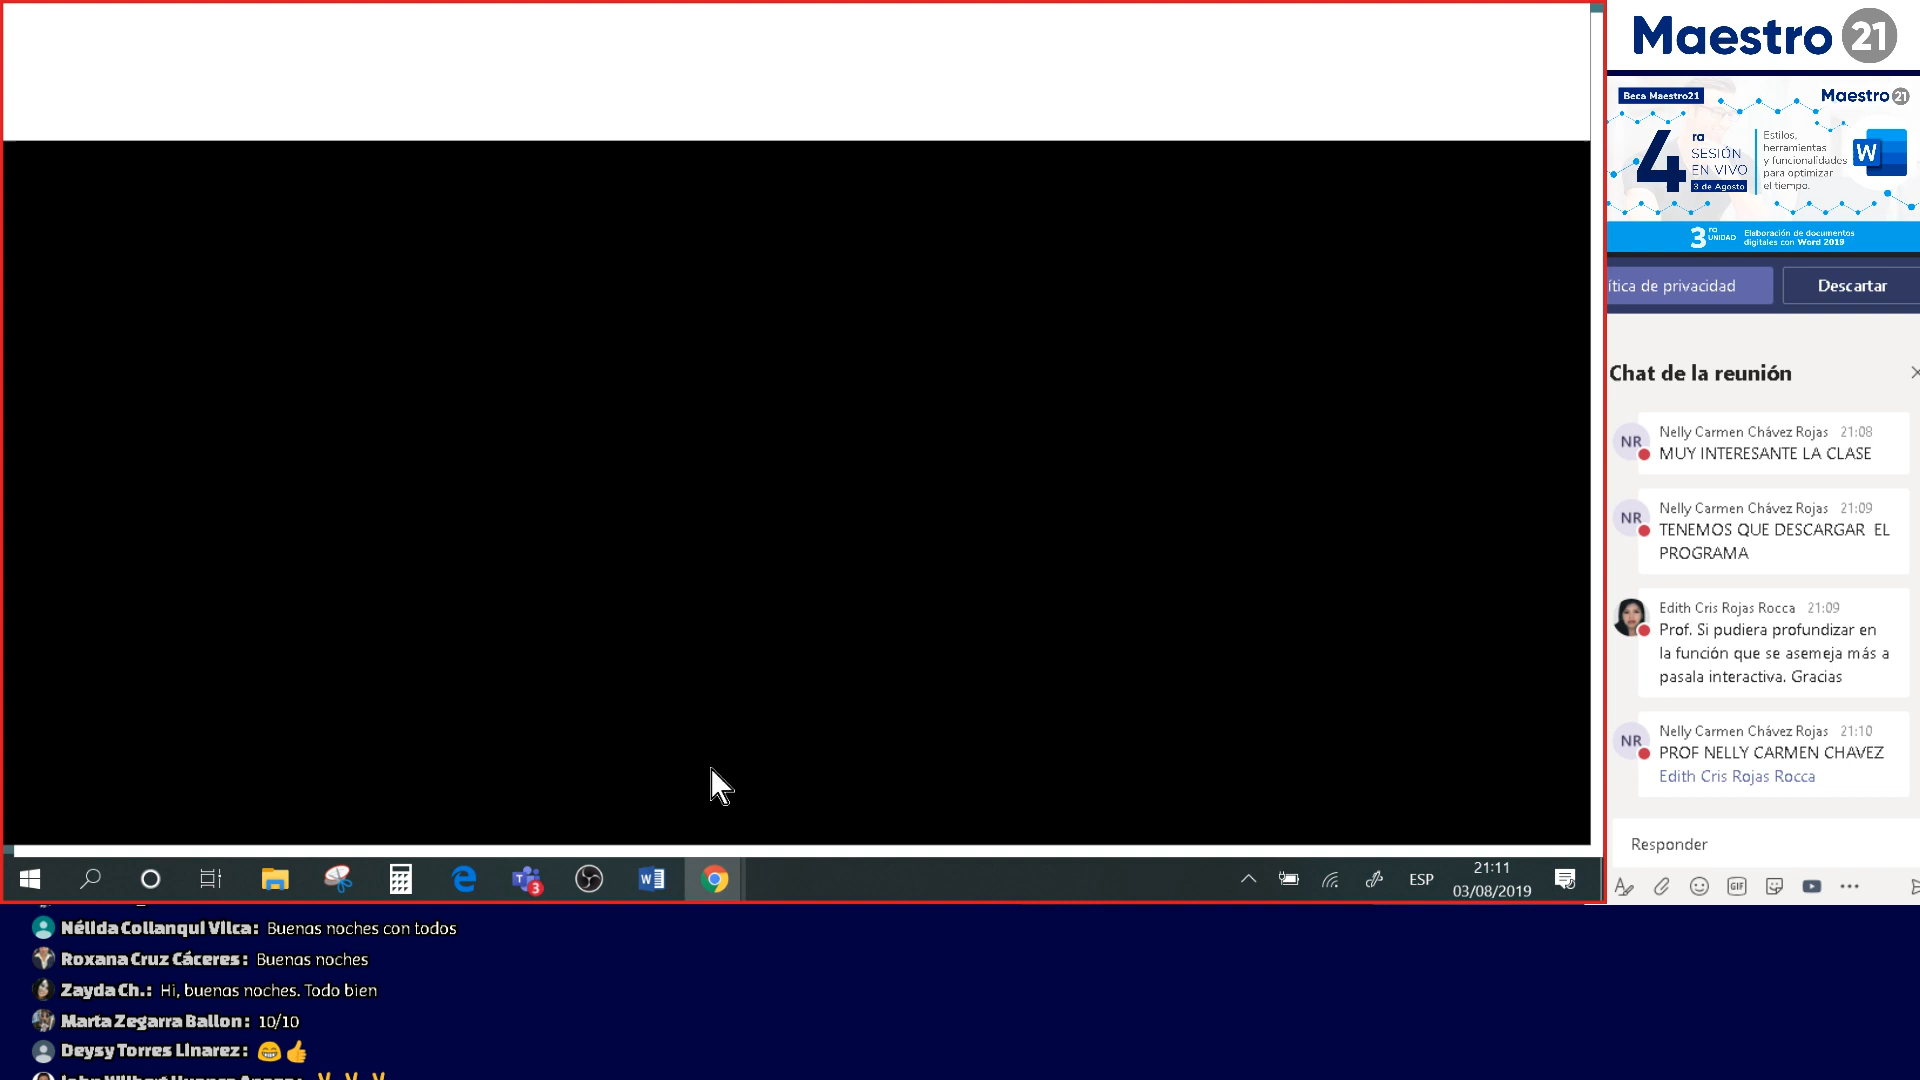 Maestro 21
Beca Maestro21
Maestro 21
4 ra
SESIÓN
EN VIVO
3 de Agosto
Estilos,
herramientas
y funcionalidades
para optimizar
el tiempo.
W
3 ra
UNIDAD
Elaboración de documentos
digitales con Word 2019
ítica de privacidad
Descartar
Chat de la reunión
NR
Nelly Carmen Chávez Rojas 21:08
MUY INTERESANTE LA CLASE
NR
Nelly Carmen Chávez Rojas 21:09
TENEMOS QUE DESCARGAR EL
PROGRAMA
Edith Cris Rojas Rocca 21:09
Prof. Si pudiera profundizar en
la función que se asemeja más a
pasala interactiva. Gracias
NR
Nelly Carmen Chávez Rojas 21:10
PROF NELLY CARMEN CHAVEZ
Edith Cris Rojas Rocca
Responder
GIF
T 3
W
ESP
21:11
03/08/2019
Nélida Collanqui Vilca: Buenas noches con todos
Roxana Cruz Cáceres: Buenas noches
Zayda Ch.: Hi, buenas noches. Todo bien
Marta Zegarra Ballon: 10/10
Deysy Torres Linarez: 😁👍